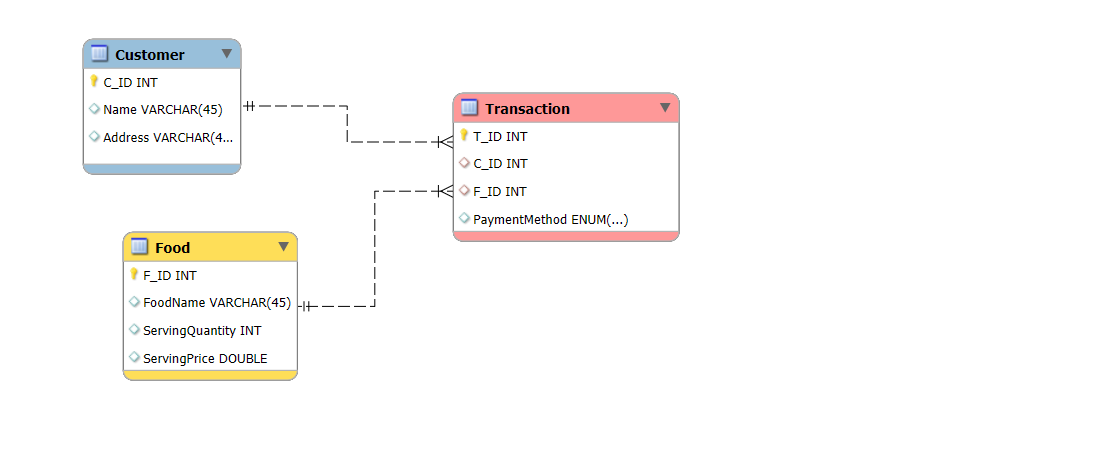 Customer
C_ID INT
Name VARCHAR(45)
Address VARCHAR(4...
Transaction
T_ID INT
C_ID INT
F_ID INT
PaymentMethod ENUM(...)
Food
F_ID INT
FoodName VARCHAR(45)
ServingQuantity INT
ServingPrice DOUBLE